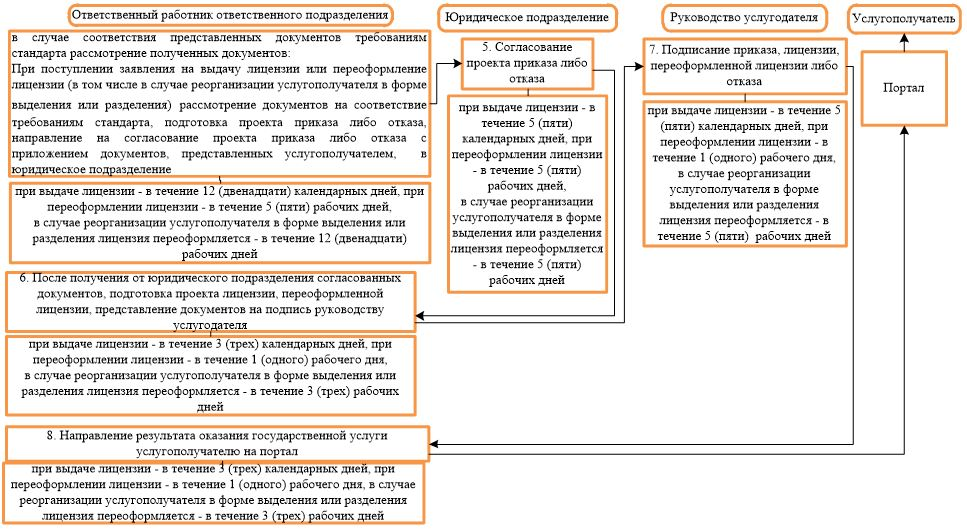 Ответственный работник ответственного подразделения
Юридическое подразделение
Руководство услугодателя
Услугополучатель
в случае соответствия представленных документов требованиям
стандарта рассмотрение полученных документов:
При поступлении заявления на выдачу лицензии или переоформление
лицензии (в том числе в случае реорганизации услугополучателя в форме
выделения или разделения) рассмотрение документов на соответствие
требованиям стандарта, подготовка проекта приказа либо отказа,
направление на согласование проекта приказа либо отказа с
приложением документов, представленных услугополучателем, в
юридическое подразделение
при выдаче лицензии - в течение 12 (двенадцати) календарных дней, при
переоформлении лицензии - в течение 5 (пяти) рабочих дней,
в случае реорганизации услугополучателя в форме выделения или
разделения лицензия переоформляется - в течение 12 (двенадцати)
рабочих дней
5. Согласование
проекта приказа либо
отказа
при выдаче лицензии - в
течение 5 (пяти)
календарных дней, при
переоформлении лицензии
- в течение 5 (пяти)
рабочих дней,
в случае реорганизации
услугополучателя в форме
выделения или разделения
лицензия переоформляется
- в течение 5 (пяти)
рабочих дней
7. Подписание приказа, лицензии,
переоформленной лицензии либо
отказа
при выдаче лицензии - в течение 5
(пяти) календарных дней, при
переоформлении лицензии - в
течение 1 (одного) рабочего дня,
в случае реорганизации
услугополучателя в форме
выделения или разделения
лицензия переоформляется - в
течение 5 (пяти) рабочих дней
Портал
6. После получения от юридического подразделения согласованных
документов, подготовка проекта лицензии, переоформленной
лицензии, представление документов на подпись руководству
услугодателя
при выдаче лицензии - в течение 3 (трех) календарных дней, при
переоформлении лицензии - в течение 1 (одного) рабочего дня,
в случае реорганизации услугополучателя в форме выделения или
разделения лицензия переоформляется - в течение 3 (трех) рабочих
дней
8. Направление результата оказания государственной услуги
услугополучателю на портал
при выдаче лицензии - в течение 3 (трех) календарных дней, при
переоформлении лицензии - в течение 1 (одного) рабочего дня, в случае
реорганизации услугополучателя в форме выделения или разделения
лицензия переоформляется - в течение 3 (трех) рабочих дней